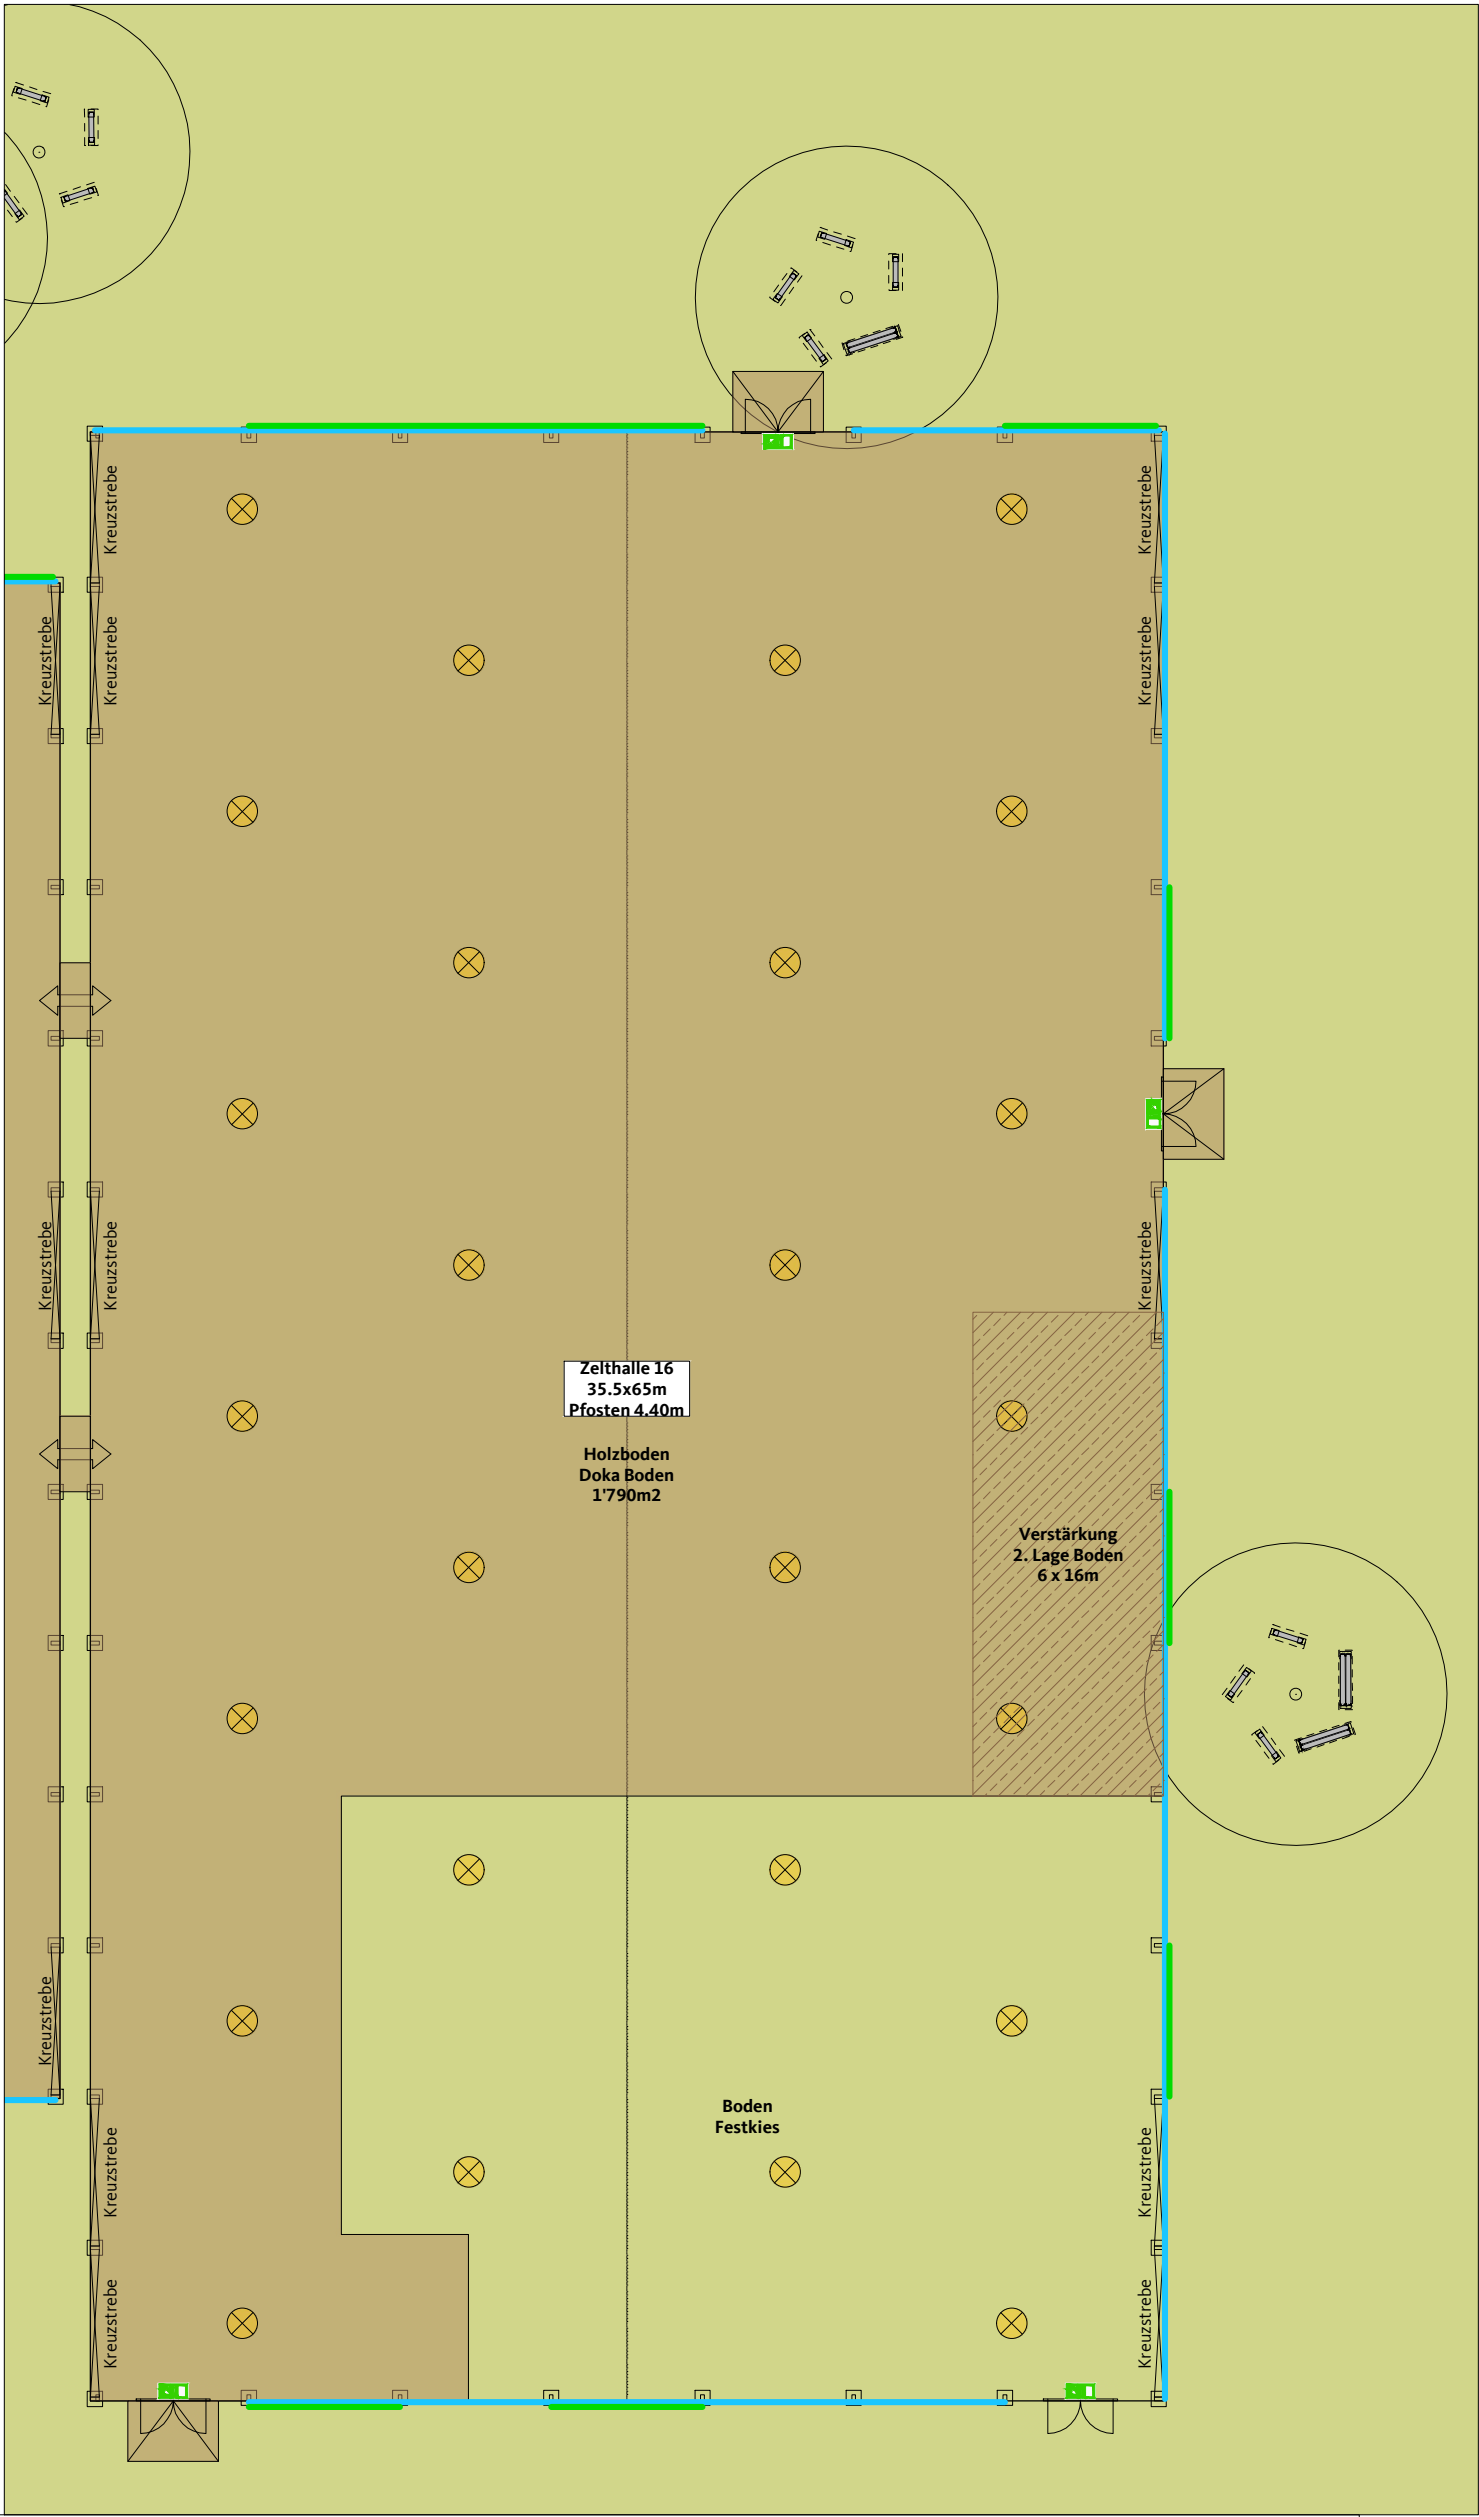 Kreuzstrebe
Kreuzstrebe
Kreuzstrebe
Kreuzstrebe
Kreuzstrebe
Kreuzstrebe
Kreuzstrebe
Kreuzstrebe
Zelthalle 16
35.5x65m
Pfosten 4.40m
Holzboden
Doka Boden
1'790m2
Verstärkung
2. Lage Boden
6 x 16m
Kreuzstrebe
Boden
Festkies
Kreuzstrebe
Kreuzstrebe
Kreuzstrebe
Kreuzstrebe